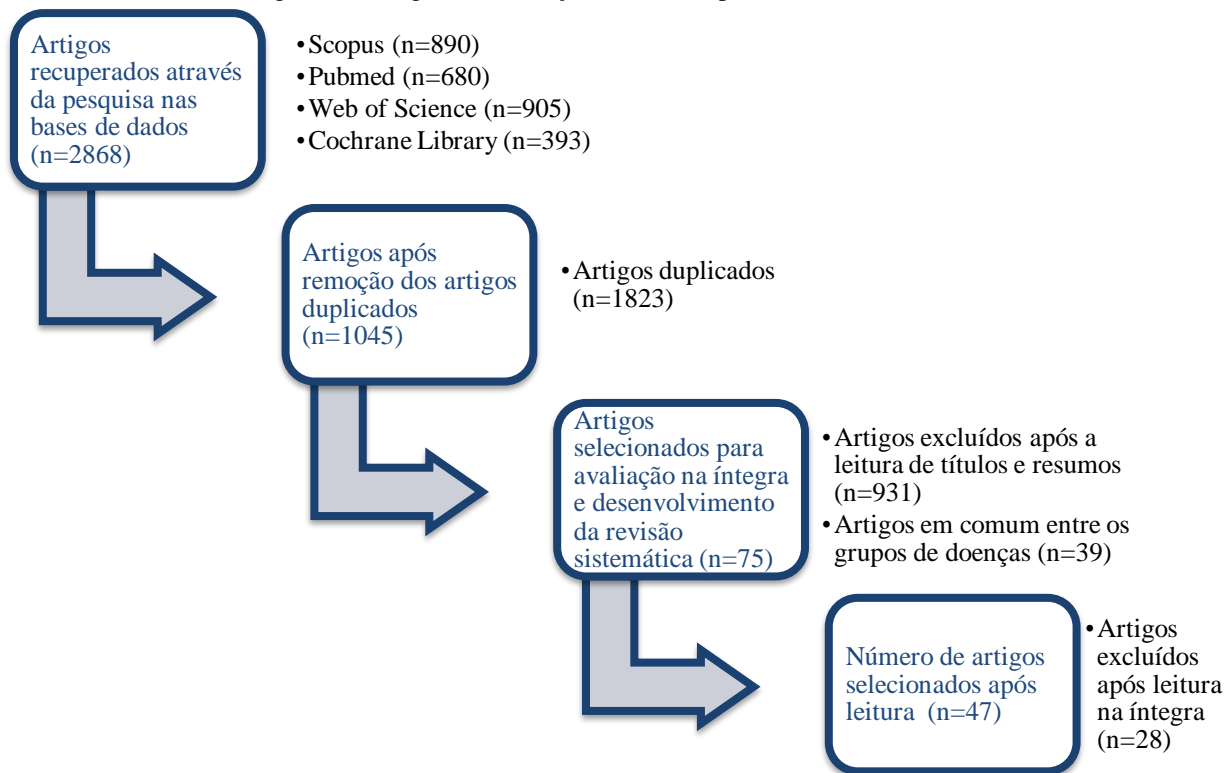 Artigos
recuperados através
da pesquisa nas
bases de dados
(n=2868)
•Scopus (n=890)
•Pubmed (n=680)
•Web of Science (n=905)
•Cochrane Library (n=393)
Artigos após
remoção dos artigos
duplicados
(n=1045)
•Artigos duplicados
(n=1823)
Artigos
selecionados para
avaliação na íntegra
e desenvolvimento
da revisão
sistemática (n=75)
•Artigos excluídos após a
leitura de títulos e resumos
(n=931)
•Artigos em comum entre os
grupos de doenças (n=39)
Número de artigos
selecionados após
leitura (n=47)
•Artigos
excluídos
após leitura
na íntegra
(n=28)